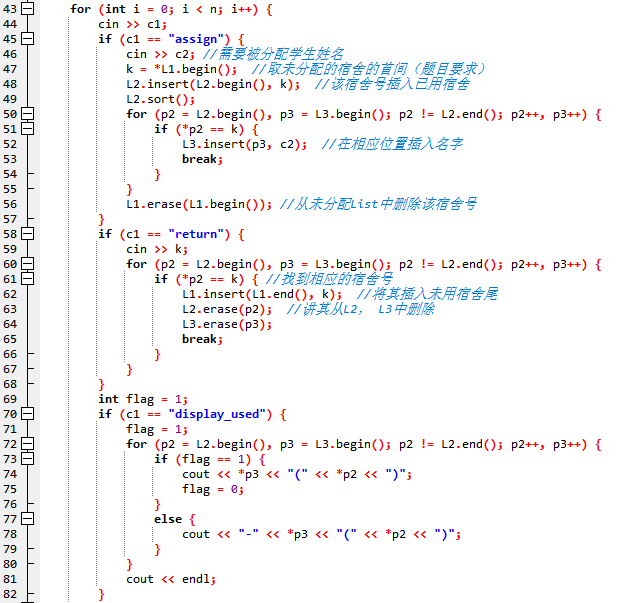 43 for (int i = 0; i < n; i++) {
44 cin >> c1;
45 if (c1 == "assign") {
46 cin >> c2; //需要被分配学生姓名
47 k = *L1.begin(); //取未分配的宿舍的首间（题目要求）
48 L2.insert(L2.begin(), k); //该宿舍号插入已用宿舍
49 L2.sort();
50 for (p2 = L2.begin(), p3 = L3.begin(); p2 != L2.end(); p2++, p3++) {
51 if (*p2 == k) {
52 L3.insert(p3, c2); //在相应位置插入名字
53 break;
54 }
55 }
56 L1.erase(L1.begin()); //从未分配List中删除该宿舍号
57 }
58 if (c1 == "return") {
59 cin >> k;
60 for (p2 = L2.begin(), p3 = L3.begin(); p2 != L2.end(); p2++, p3++) {
61 if (*p2 == k) { //找到相应的宿舍号
62 L1.insert(L1.end(), k); //将其插入未用宿舍尾
63 L2.erase(p2); //讲其从L2， L3中删除
64 L3.erase(p3);
65 break;
66 }
67 }
68 }
69 int flag = 1;
70 if (c1 == "display_used") {
71 flag = 1;
72 for (p2 = L2.begin(), p3 = L3.begin(); p2 != L2.end(); p2++, p3++) {
73 if (flag == 1) {
74 cout << *p3 << "(" << *p2 << ")";
75 flag = 0;
76 }
77 else {
78 cout << "-" << *p3 << "(" << *p2 << ")";
79 }
80 }
81 cout << endl;
82 }